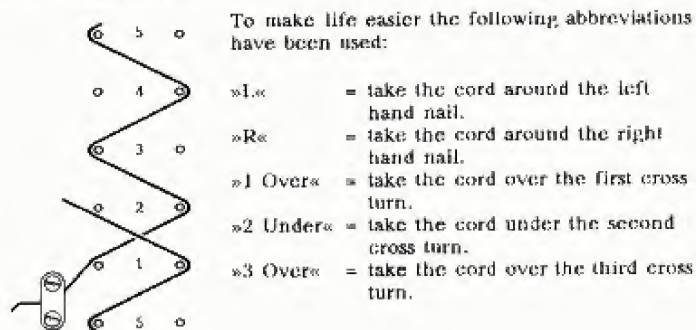 To make life easier the following abbreviations
have been used:
»L« = take the cord around the left
hand nail.
»R« = take the cord around the right
hand nail.
»1 Over« = take the cord over the first cross
turn.
»2 Under« = take the cord under the second
cross turn.
»3 Over« = take the cord over the third cross
turn.
5
4
3
2
1
5